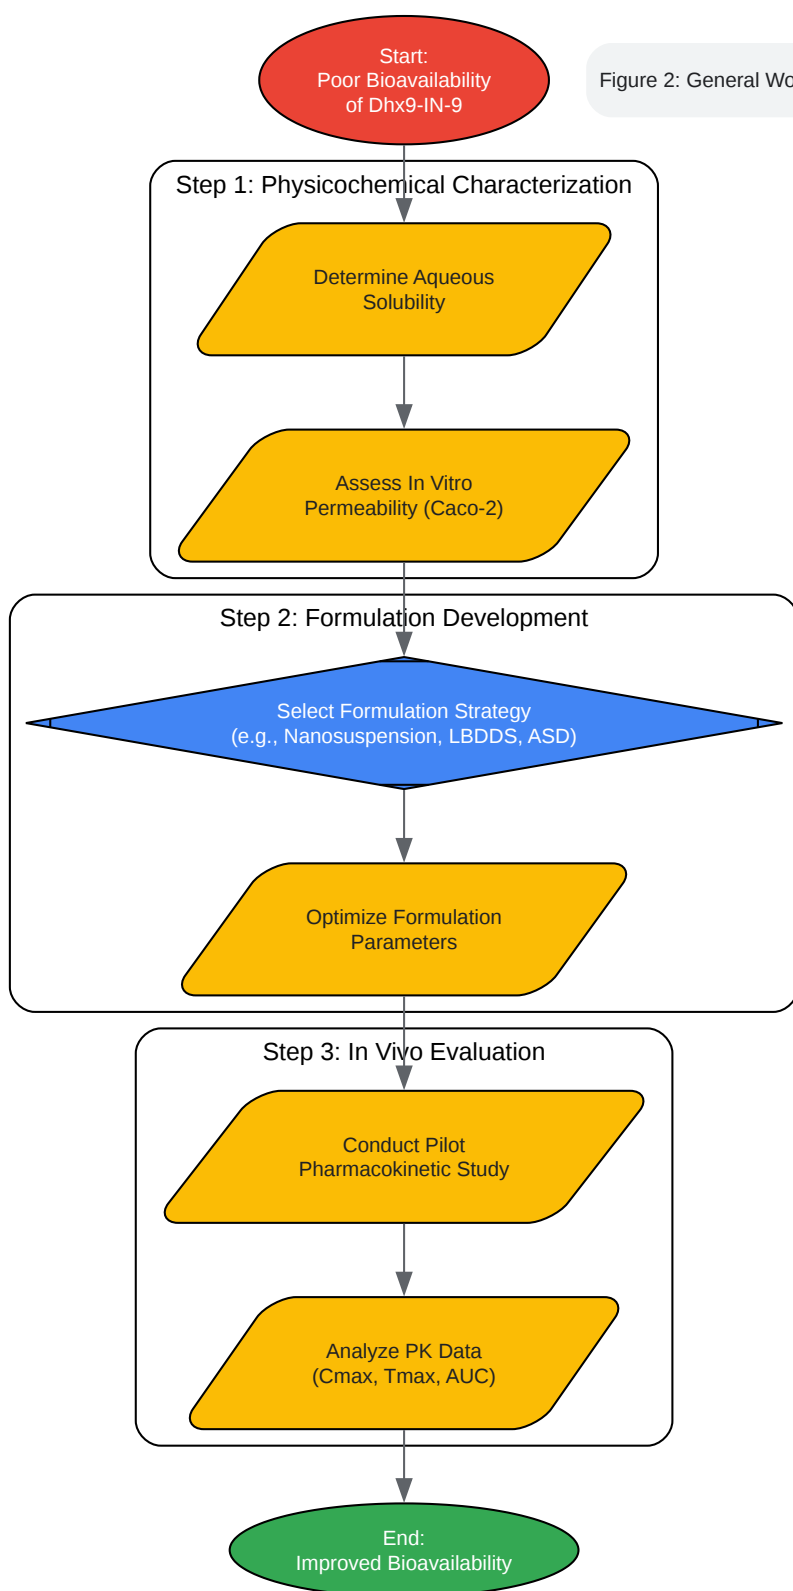 Start:
Poor Bioavailability
of Dhx9-IN-9
Figure 2: General Wo
Step 1: Physicochemical Characterization
Determine Aqueous
Solubility
Assess In Vitro
Permeability (Caco-2)
Step 2: Formulation Development
Select Formulation Strategy
(e.g., Nanosuspension, LBDDS, ASD)
Optimize Formulation
Parameters
Step 3: In Vivo Evaluation
Conduct Pilot
Pharmacokinetic Study
Analyze PK Data
(Cmax, Tmax, AUC)
End:
Improved Bioavailability